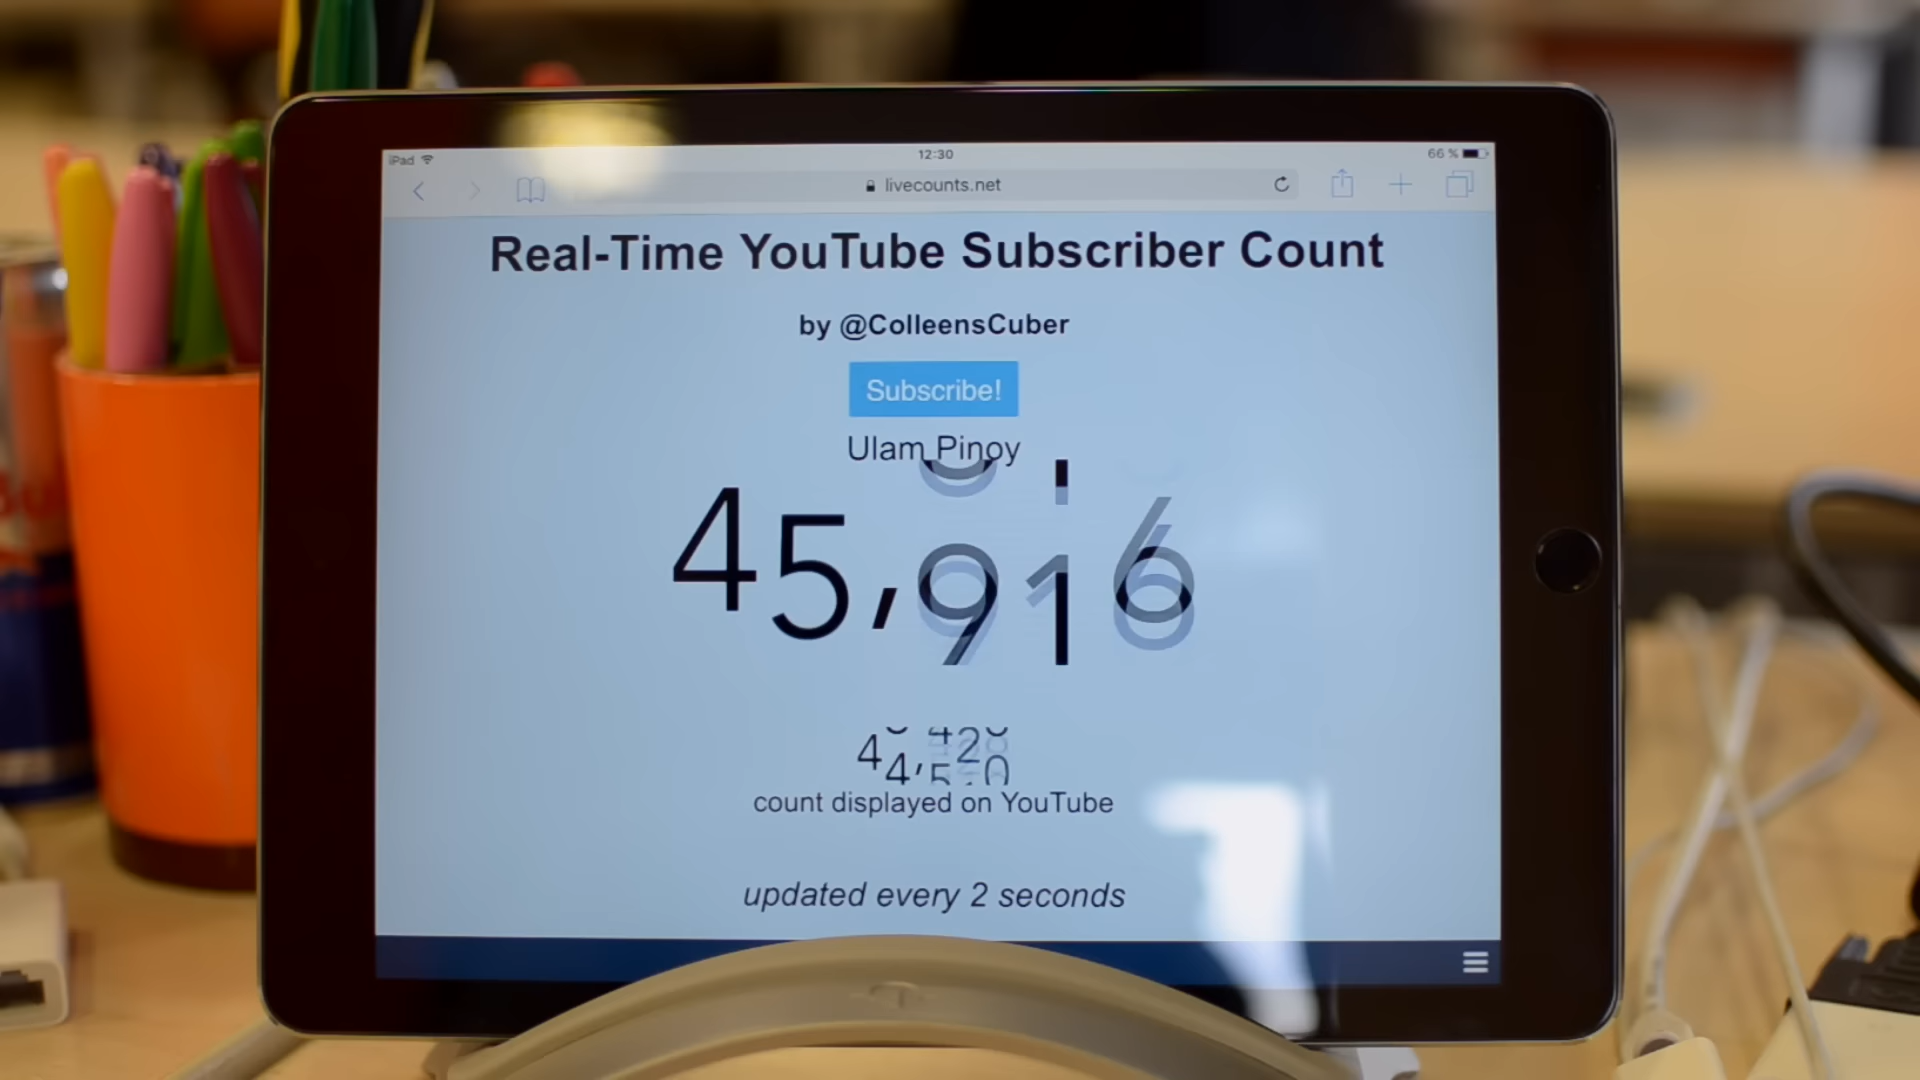 iPad 12:30 66 %
livecounts.net
Real-Time YouTube Subscriber Count
by @ColleensCuber
Subscribe!
Ulam Pinoy
45,916
count displayed on YouTube
updated every 2 seconds